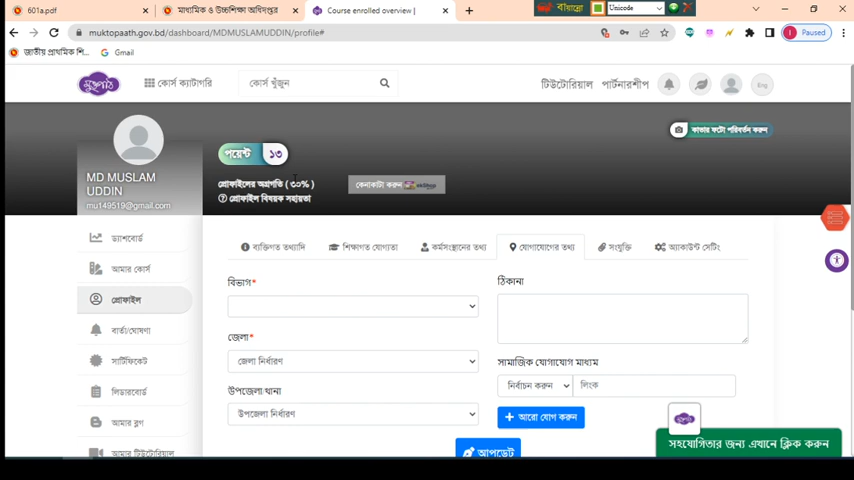 601a.pdf
মাধ্যমিক ও উচ্চশিক্ষা অধিদপ্তর
Course enrolled overview |
বায়ান্নো
Unicode
muktopaath.gov.bd/dashboard/MDMUSLAMUDDIN/profile#
Paused
জাতীয় প্রাথমিক শি...
Gmail
মুক্তপাঠ
কোর্স ক্যাটাগরি
কোর্স খুঁজুন
টিউটোরিয়াল
পার্টনারশীপ
Eng
MD MUSLAM
UDDIN
mu149519@gmail.com
পয়েন্ট ১৩
প্রোফাইলের অগ্রগতি ( ৩০% )
প্রোফাইল বিষয়ক সহায়তা
কেনাকাটা করুন
কাভার ফটো পরিবর্তন করুন
ড্যাশবোর্ড
আমার কোর্স
প্রোফাইল
বার্তা/ঘোষণা
সার্টিফিকেট
লিডারবোর্ড
আমার ব্লগ
আমার টিউটোরিয়াল
ব্যক্তিগত তথ্যাদি
শিক্ষাগত যোগ্যতা
কর্মসংস্থানের তথ্য
যোগাযোগের তথ্য
সংযুক্তি
অ্যাকাউন্ট সেটিং
বিভাগ*
জেলা*
জেলা নির্ধারণ
উপজেলা/থানা
উপজেলা নির্ধারণ
ঠিকানা
সামাজিক যোগাযোগ মাধ্যম
নির্বাচন করুন
লিংক
+ আরো যোগ করুন
আপডেট
সহযোগিতার জন্য এখানে ক্লিক করুন